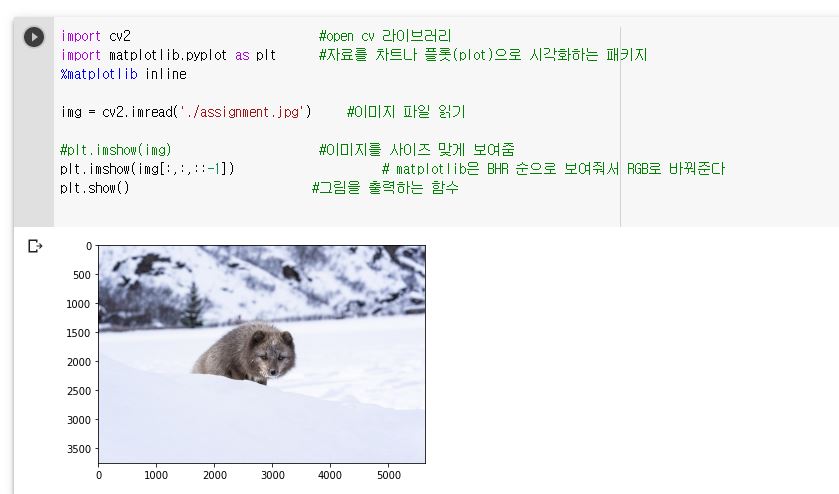 import cv2 #open cv 라이브러리
import matplotlib.pyplot as plt #자료를 차트나 플롯(plot)으로 시각화하는 패키지
%matplotlib inline
img = cv2.imread('./assignment.jpg') #이미지 파일 읽기
#plt.imshow(img) #이미지를 사이즈 맞게 보여줌
plt.imshow(img[:,:,::-1]) # matplotlib은 BHR 순으로 보여줘서 RGB로 바꿔준다
plt.show() #그림을 출력하는 함수
0
500
1000
1500
2000
2500
3000
3500
0 1000 2000 3000 4000 5000